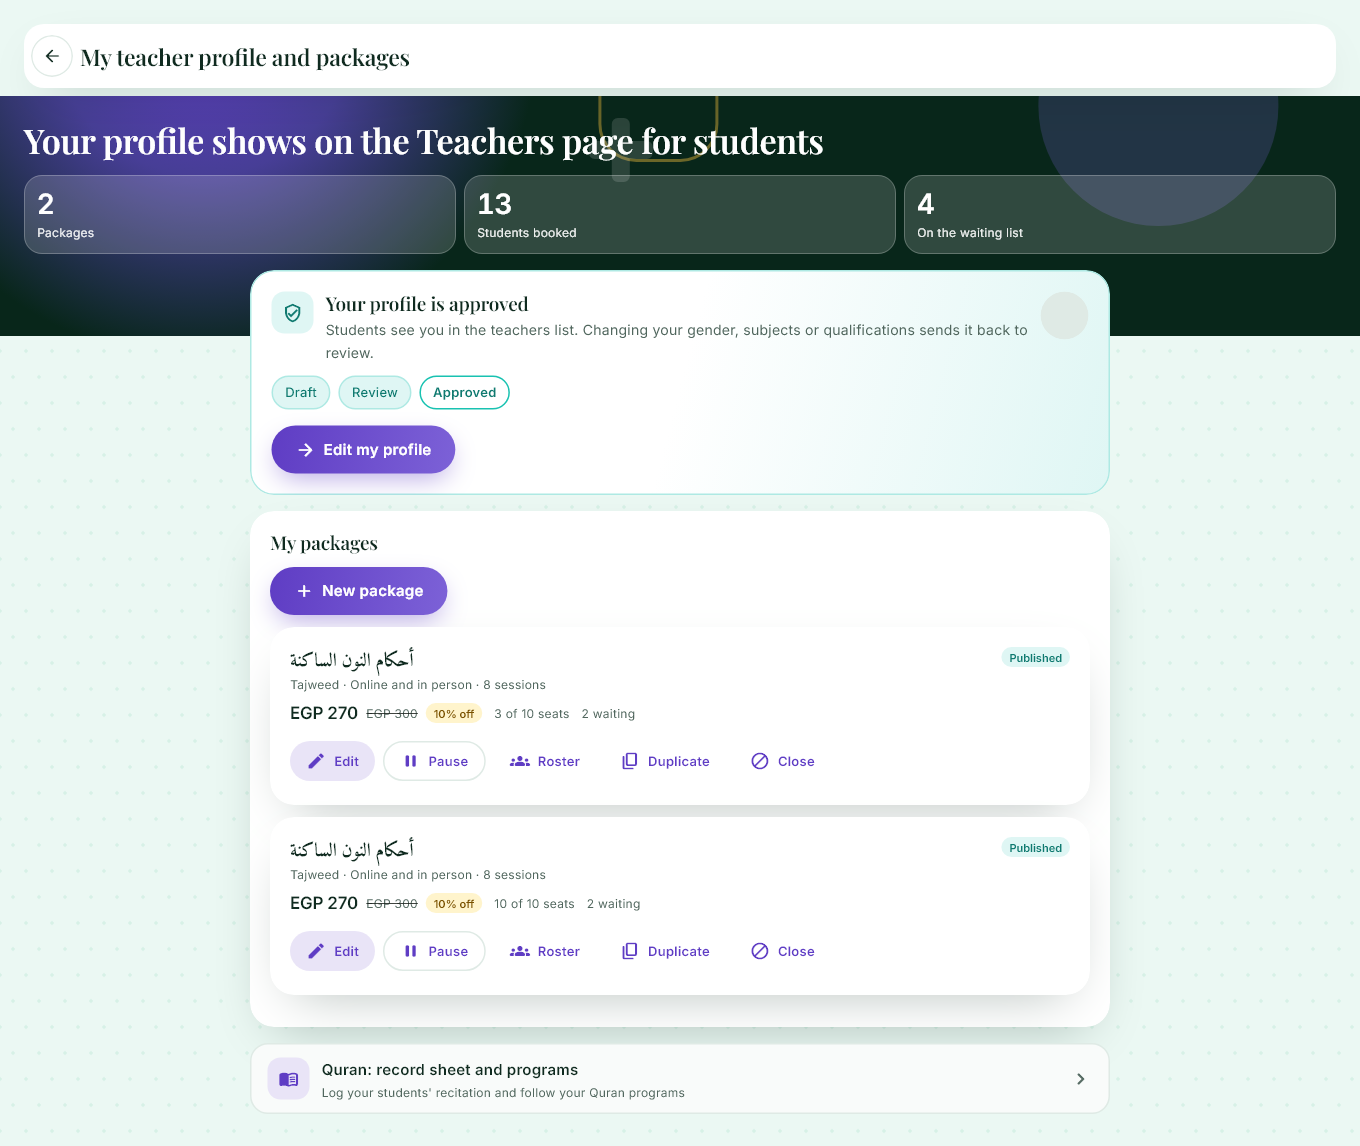 My teacher profile and packages
Your profile shows on the Teachers page for students
2
Packages
13
Students booked
4
On the waiting list
Your profile is approved
Students see you in the teachers list. Changing your gender, subjects or qualifications sends it back to
review.
Draft
Review
Approved
Edit my profile
My packages
New package
أحكام النون الساكنة
Published
Tajweed · Online and in person · 8 sessions
EGP 270 EGP 300 10% off 3 of 10 seats 2 waiting
Edit Pause Roster Duplicate Close
أحكام النون الساكنة
Published
Tajweed · Online and in person · 8 sessions
EGP 270 EGP 300 10% off 10 of 10 seats 2 waiting
Edit Pause Roster Duplicate Close
Quran: record sheet and programs
Log your students' recitation and follow your Quran programs